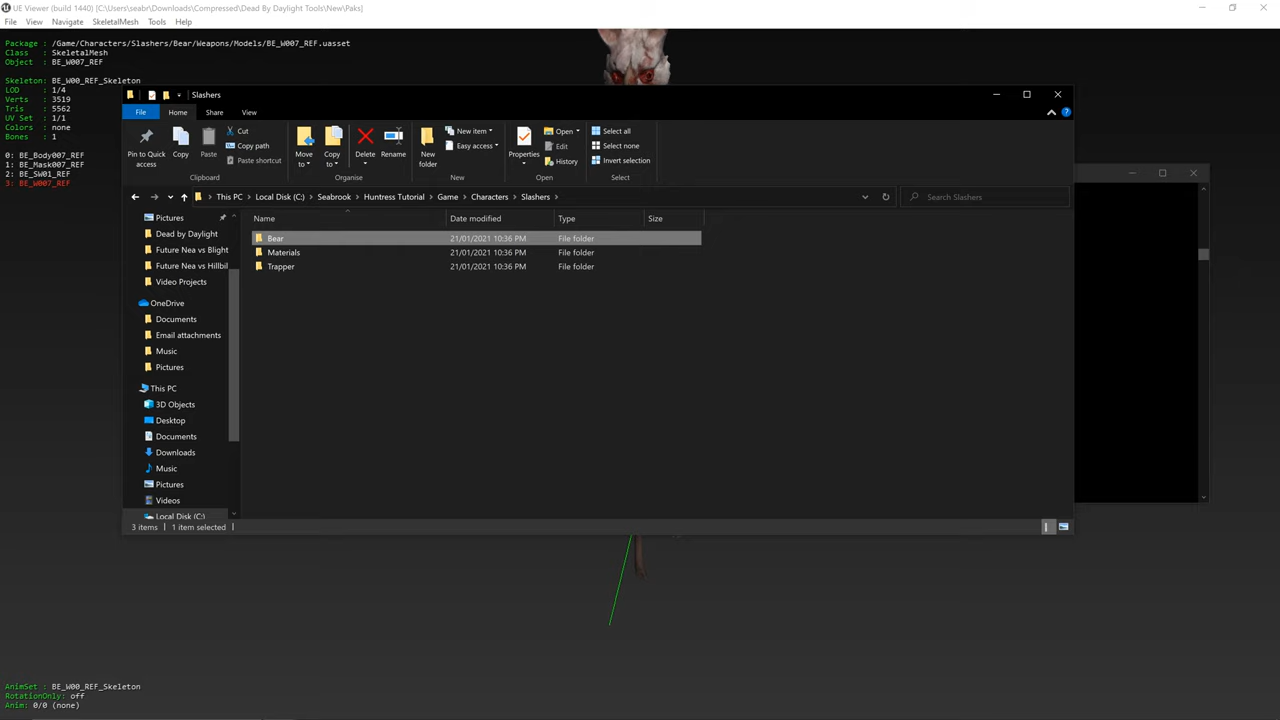 UE Viewer (build 1440) [C:\Users\seabr\Downloads\Compressed\Dead By Daylight Tools\New\Paks]
File View Navigate SkeletalMesh Tools Help
Package : /Game/Characters/Slashers/Bear/Weapons/Models/BE_W007_REF.uasset
Class : SkeletalMesh
Object : BE_W007_REF
Skeleton: BE_W00_REF_Skeleton
LOD : 1/4
Verts : 3519
Tris : 5562
UV Set : 1/1
Colors : none
Bones : 1
0: BE_Body007_REF
1: BE_Mask007_REF
2: BE_SW01_REF
3: BE_W007_REF
Slashers
File Home Share View
Pin to Quick access
Copy
Paste
Cut
Copy path
Paste shortcut
Clipboard
Move to
Copy to
Delete
Rename
Organise
New folder
New item
Easy access
New
Properties
Open
Edit
History
Open
Select all
Select none
Invert selection
Select
This PC Local Disk (C:) Seabrook Huntress Tutorial Game Characters Slashers
Search Slashers
Pictures
Dead by Daylight
Future Nea vs Blight
Future Nea vs Hillbil
Video Projects
OneDrive
Documents
Email attachments
Music
Pictures
This PC
3D Objects
Desktop
Documents
Downloads
Music
Pictures
Videos
Local Disk (C:)
Name Date modified Type Size
Bear 21/01/2021 10:36 PM File folder
Materials 21/01/2021 10:36 PM File folder
Trapper 21/01/2021 10:36 PM File folder
3 items 1 item selected
AnimSet : BE_W00_REF_Skeleton
RotationOnly: off
Anim: 0/0 (none)